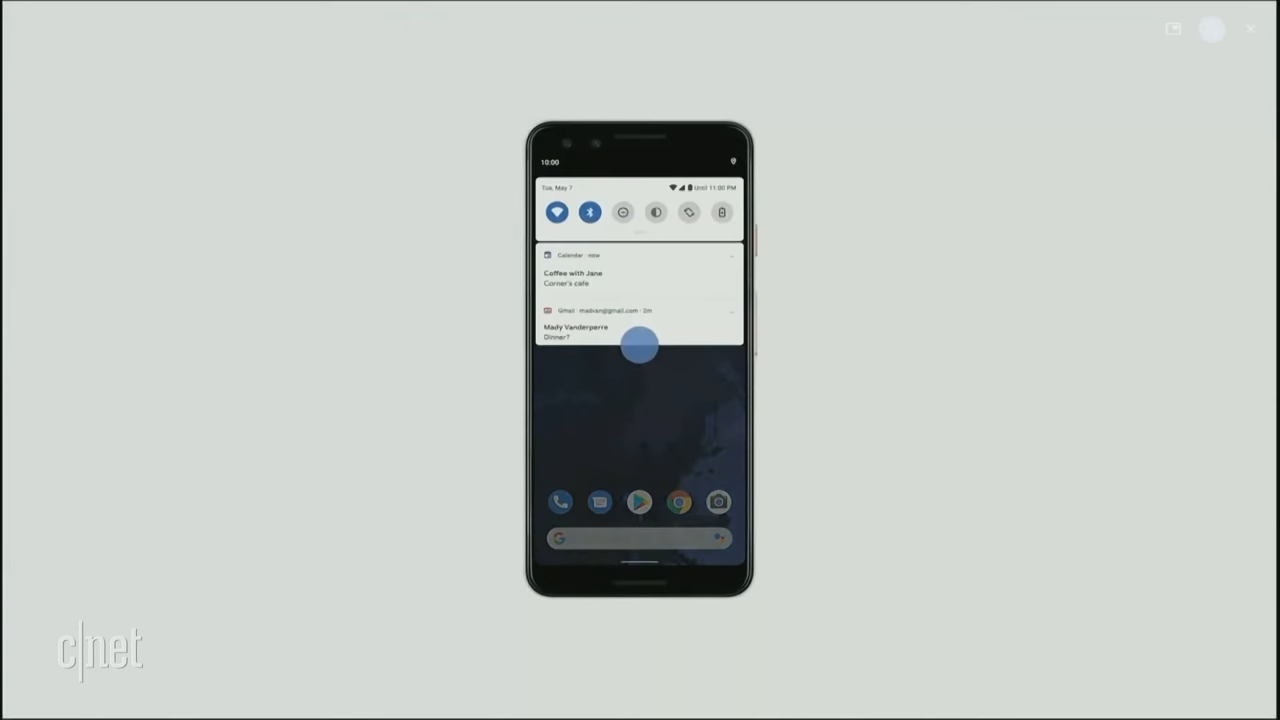 10:00
Tue, May 7
Until 11:00 PM
Calendar · now
Coffee with Jane
Corner's cafe
Gmail · madvan@gmail.com · 2m
Mady Vanderperre
Dinner?
G
c|net